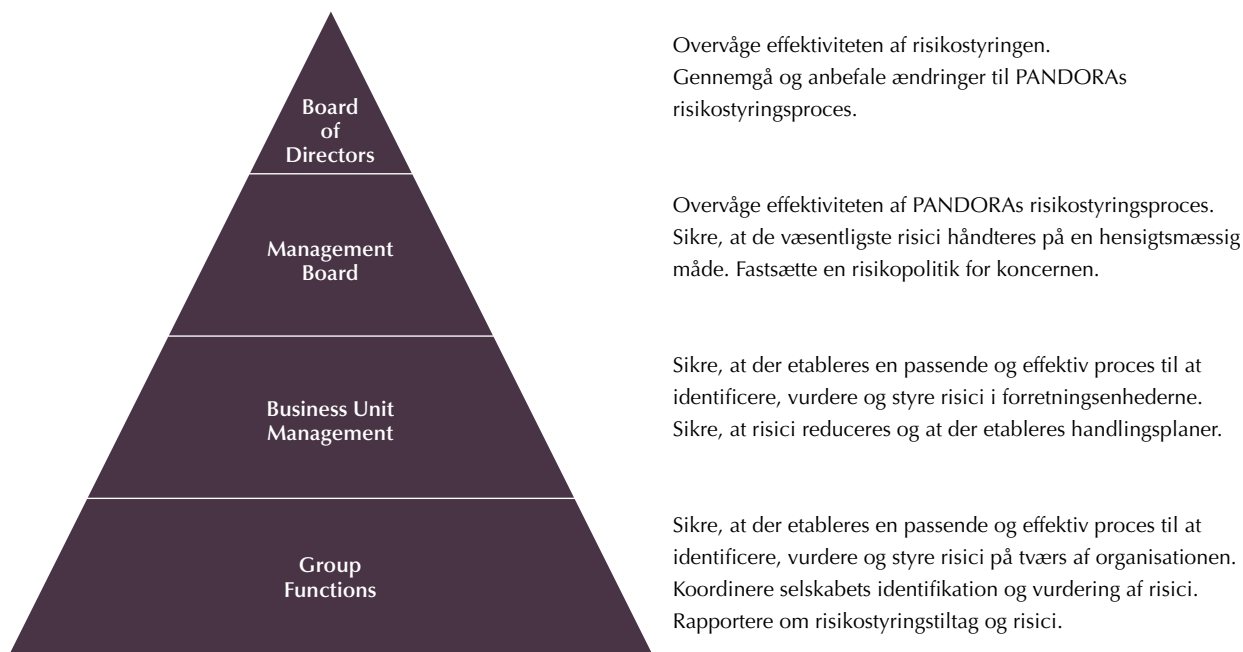 Board
of
Directors
Overvåge effektiviteten af risikostyringen.
Gennemgå og anbefale ændringer til PANDORAs
risikostyringsproces.
Management
Board
Overvåge effektiviteten af PANDORAs risikostyringsproces.
Sikre, at de væsentligste risici håndteres på en hensigtsmæssig
måde. Fastsætte en risikopolitik for koncernen.
Business Unit
Management
Sikre, at der etableres en passende og effektiv proces til at
identificere, vurdere og styre risici i forretningsenhederne.
Sikre, at risici reduceres og at der etableres handlingsplaner.
Group
Functions
Sikre, at der etableres en passende og effektiv proces til at
identificere, vurdere og styre risici på tværs af organisationen.
Koordinere selskabets identifikation og vurdering af risici.
Rapportere om risikostyringstiltag og risici.